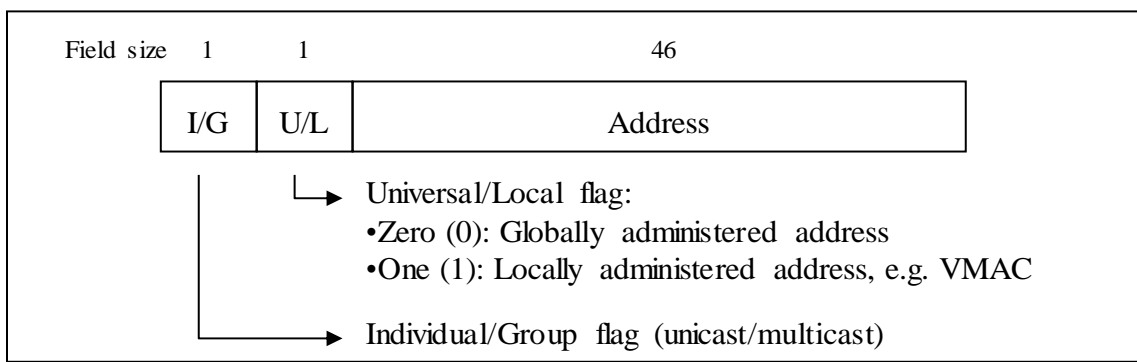 Field size 1 1 46
I/G U/L Address
Universal/Local flag:
•Zero (0): Globally administered address
•One (1): Locally administered address, e.g. VMAC
Individual/Group flag (unicast/multicast)